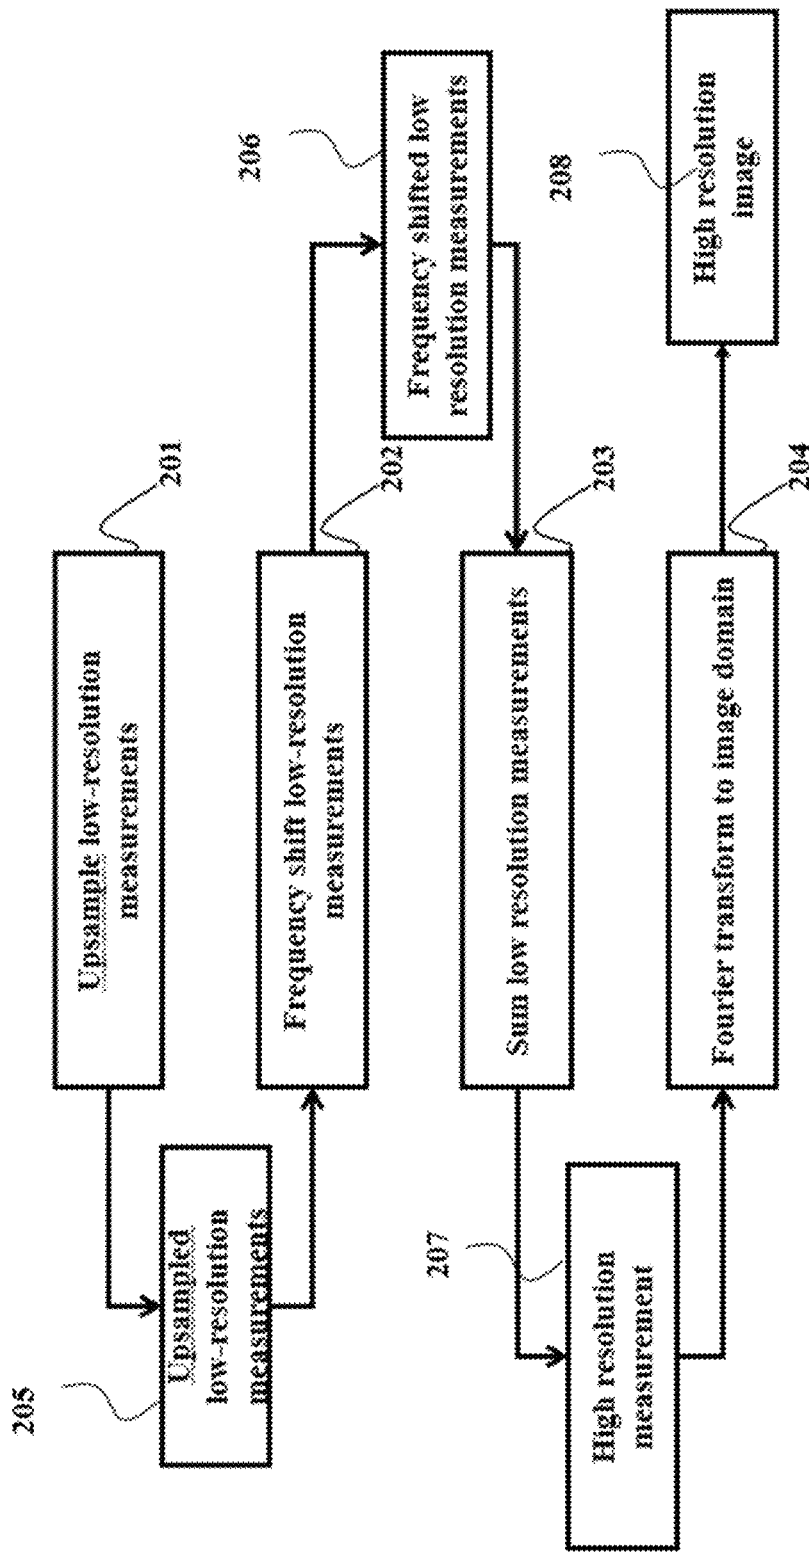 Upsample low-resolution
measurements
201
205
Upsampled
low-resolution
measurements
Frequency shift low-resolution
measurements
202
206
Frequency shifted low
resolution measurements
Sum low resolution measurements
203
207
High resolution
measurement
Fourier transform to image domain
204
208
High resolution
image